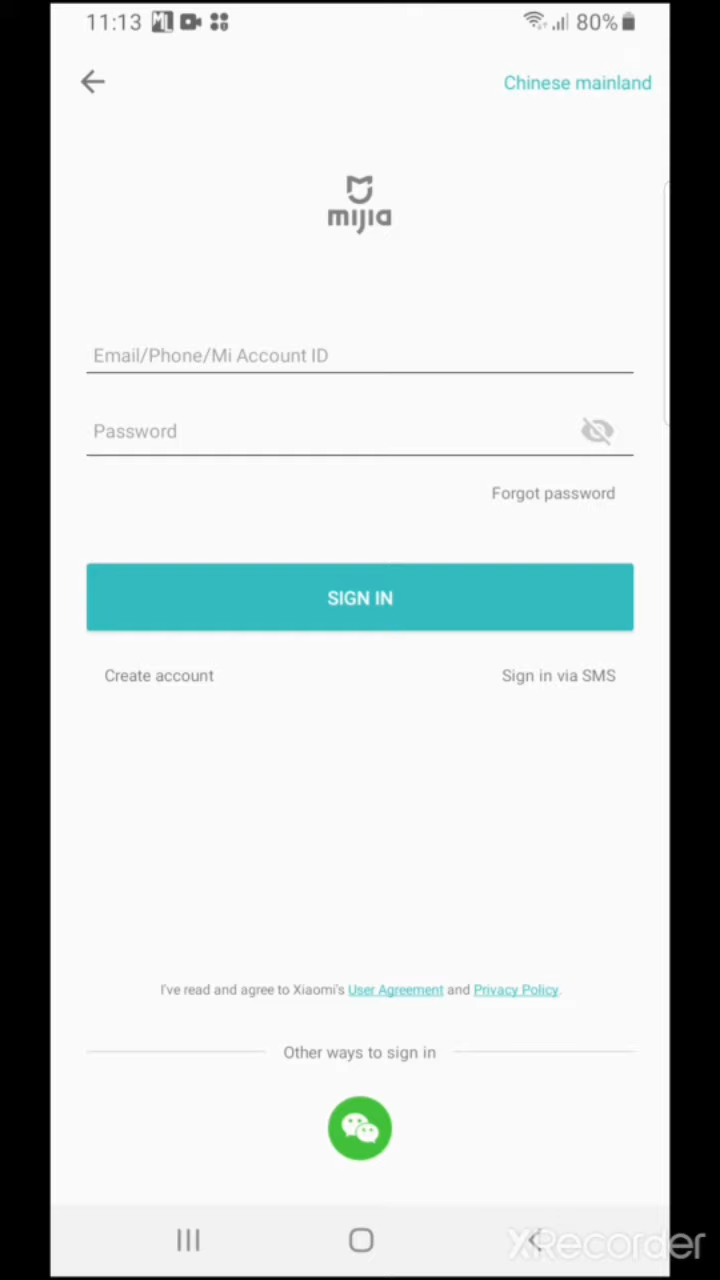 11:13 80%
Chinese mainland
mijia
Email/Phone/Mi Account ID
Password
Forgot password
SIGN IN
Create account Sign in via SMS
I've read and agree to Xiaomi's User Agreement and Privacy Policy.
Other ways to sign in
XRecorder